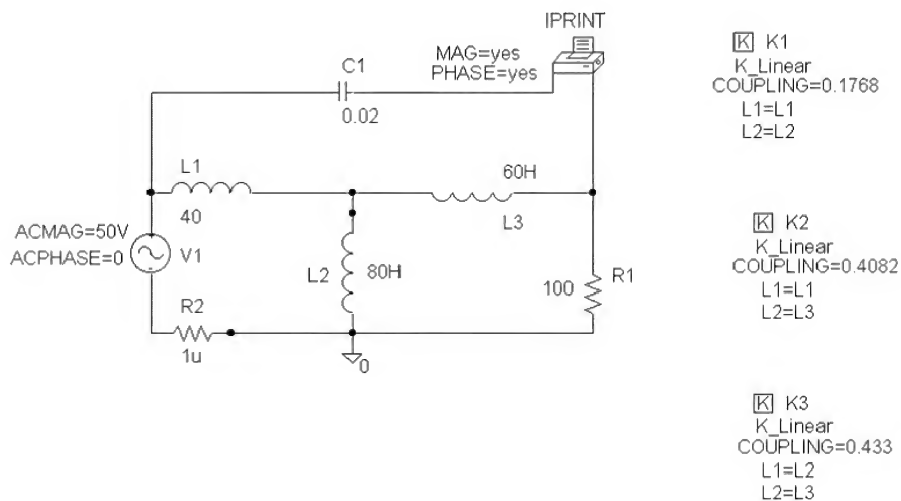 IPRINT
MAG=yes
PHASE=yes
C1
0.02
L1
40
60H
L3
ACMAG=50V
ACPHASE=0
V1
L2
80H
100
R1
R2
1u
0
K K1
K_Linear
COUPLING=0.1768
L1=L1
L2=L2
K K2
K_Linear
COUPLING=0.4082
L1=L1
L2=L3
K K3
K_Linear
COUPLING=0.433
L1=L2
L2=L3